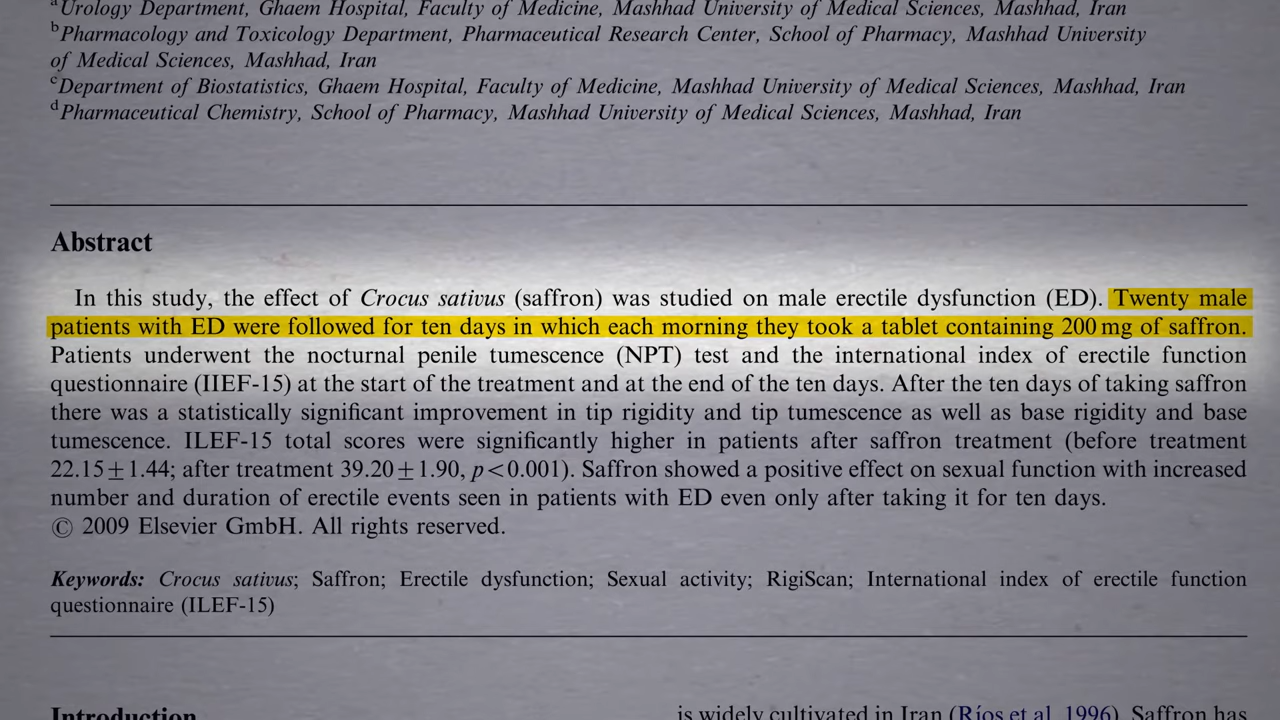 ᵃUrology Department, Ghaem Hospital, Faculty of Medicine, Mashhad University of Medical Sciences, Mashhad, Iran
ᵇPharmacology and Toxicology Department, Pharmaceutical Research Center, School of Pharmacy, Mashhad University
of Medical Sciences, Mashhad, Iran
ᶜDepartment of Biostatistics, Ghaem Hospital, Faculty of Medicine, Mashhad University of Medical Sciences, Mashhad, Iran
ᵈPharmaceutical Chemistry, School of Pharmacy, Mashhad University of Medical Sciences, Mashhad, Iran
Abstract
In this study, the effect of Crocus sativus (saffron) was studied on male erectile dysfunction (ED). Twenty male
patients with ED were followed for ten days in which each morning they took a tablet containing 200 mg of saffron.
Patients underwent the nocturnal penile tumescence (NPT) test and the international index of erectile function
questionnaire (IIEF-15) at the start of the treatment and at the end of the ten days. After the ten days of taking saffron
there was a statistically significant improvement in tip rigidity and tip tumescence as well as base rigidity and base
tumescence. ILEF-15 total scores were significantly higher in patients after saffron treatment (before treatment
22.15±1.44; after treatment 39.20±1.90, p<0.001). Saffron showed a positive effect on sexual function with increased
number and duration of erectile events seen in patients with ED even only after taking it for ten days.
© 2009 Elsevier GmbH. All rights reserved.
Keywords: Crocus sativus; Saffron; Erectile dysfunction; Sexual activity; RigiScan; International index of erectile function
questionnaire (ILEF-15)
Introduction
is widely cultivated in Iran (Ríos et al. 1996). Saffron has